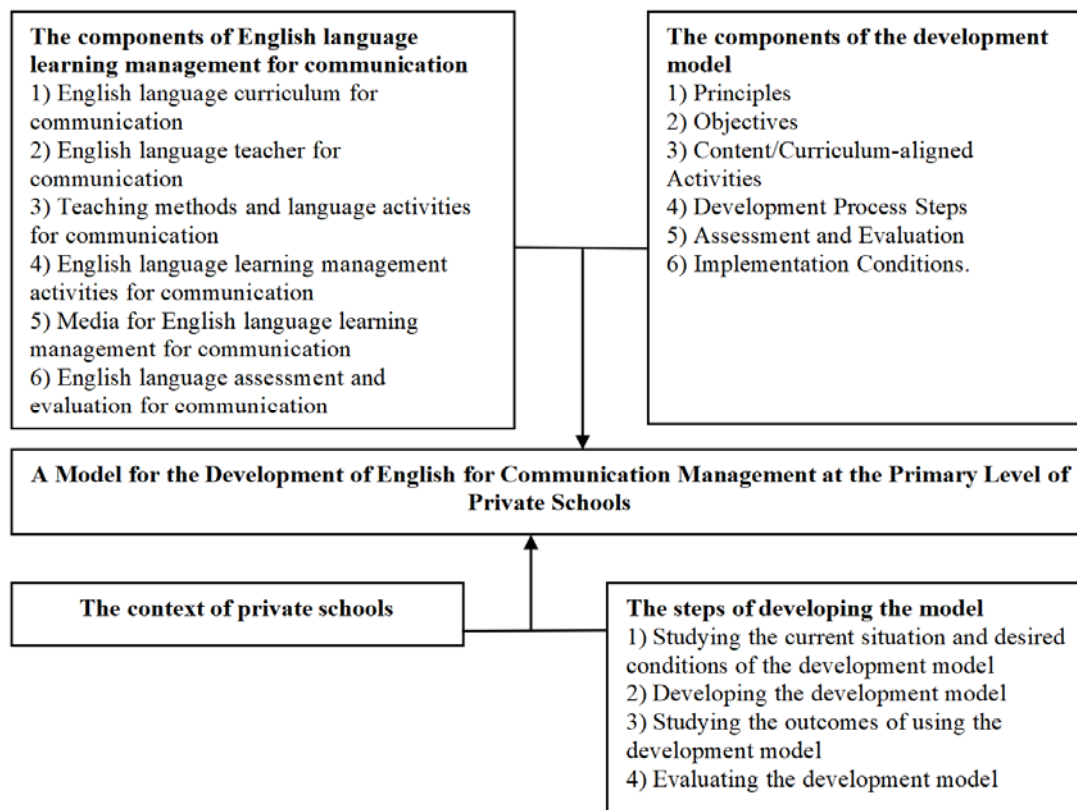 The components of English language
learning management for communication
1) English language curriculum for
communication
2) English language teacher for
communication
3) Teaching methods and language activities
for communication
4) English language learning management
activities for communication
5) Media for English language learning
management for communication
6) English language assessment and
evaluation for communication
The components of the development
model
1) Principles
2) Objectives
3) Content/Curriculum-aligned
Activities
4) Development Process Steps
5) Assessment and Evaluation
6) Implementation Conditions.
A Model for the Development of English for Communication Management at the Primary Level of
Private Schools
The context of private schools
The steps of developing the model
1) Studying the current situation and desired
conditions of the development model
2) Developing the development model
3) Studying the outcomes of using the
development model
4) Evaluating the development model